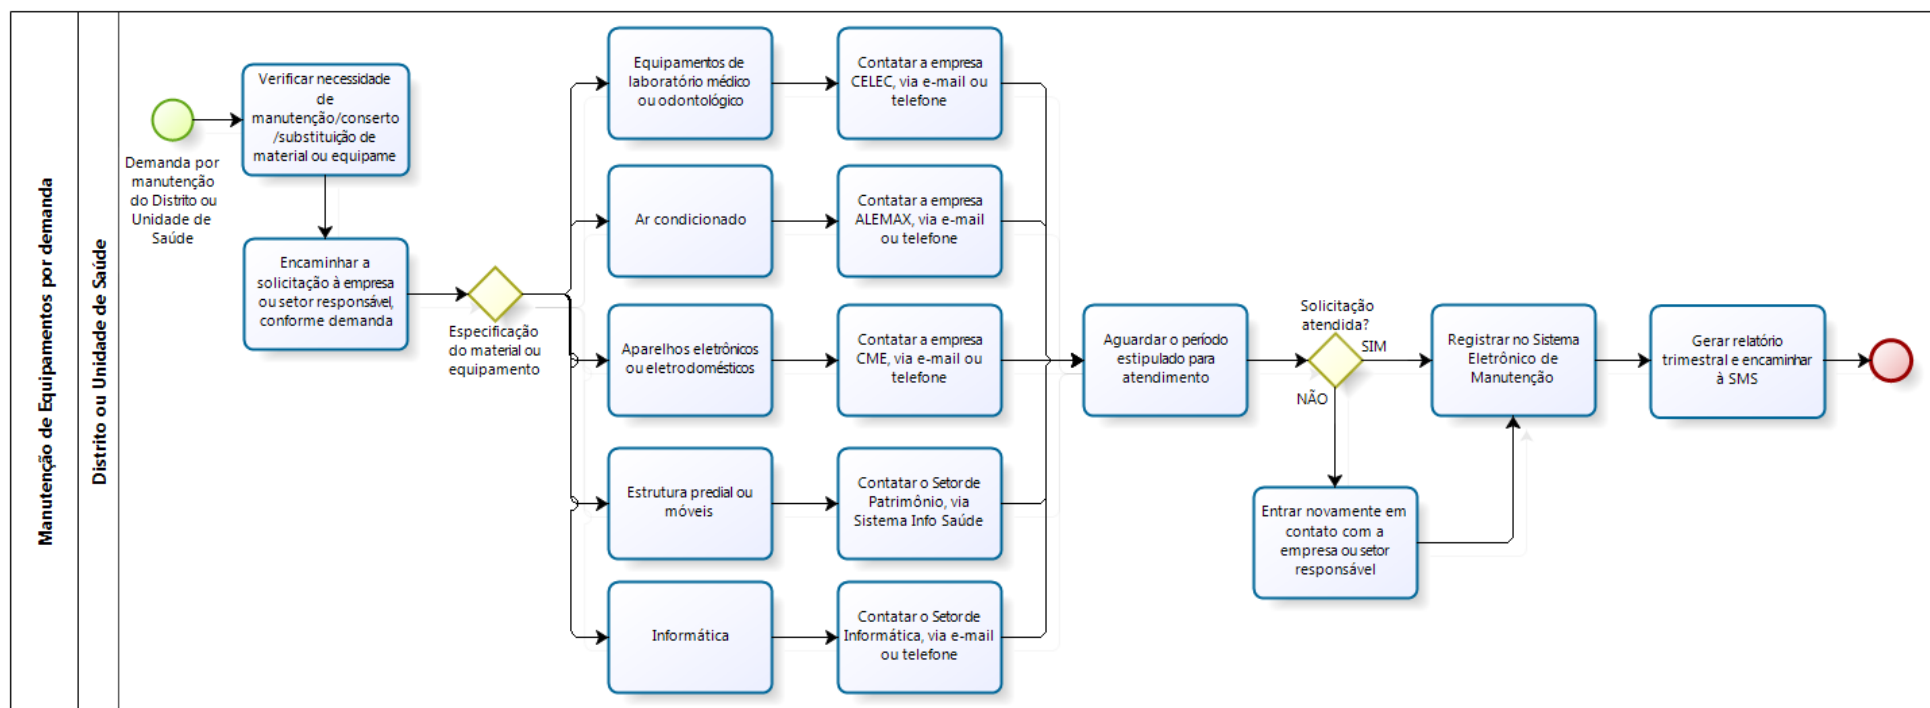 Manutenção de Equipamentos por demanda
Distrito ou Unidade de Saúde
Demanda por
manutenção
do Distrito ou
Unidade de
Saúde
Verificar necessidade
de
manutenção/conserto
/substituição de
material ou equipame
Encaminhar a
solicitação à empresa
ou setor responsável,
conforme demanda
Especificação
do material ou
equipamento
Equipamentos de
laboratório médico
ou odontológico
Contatar a empresa
CELEC, via e-mail ou
telefone
Ar condicionado
Contatar a empresa
ALEMAX, via e-mail
ou telefone
Aparelhos eletrônicos
ou eletrodomésticos
Contatar a empresa
CME, via e-mail ou
telefone
Estrutura predial ou
móveis
Contatar o Setor de
Patrimônio, via
Sistema Info Saúde
Informática
Contatar o Setor de
Informática, via e-mail
ou telefone
Aguardar o período
estipulado para
atendimento
Solicitação
atendida?
SIM
NÃO
Entrar novamente em
contato com a
empresa ou setor
responsável
Registrar no Sistema
Eletrônico de
Manutenção
Gerar relatório
trimestral e encaminhar
à SMS